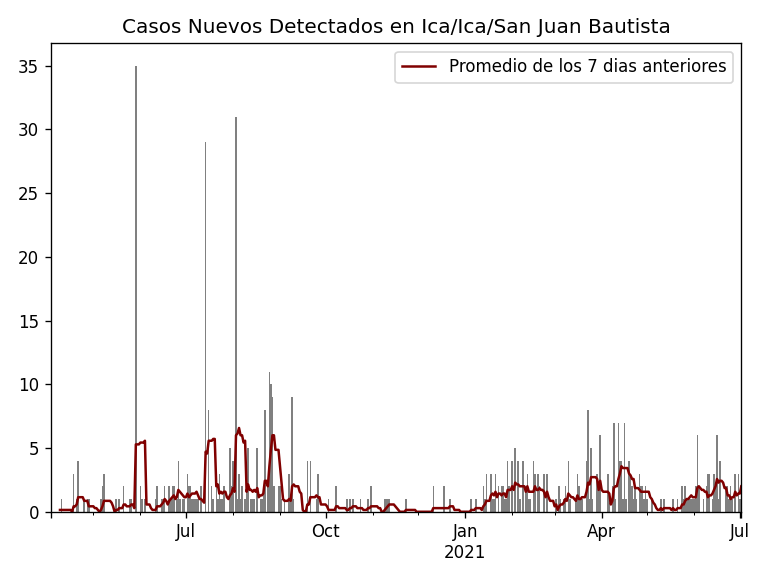 Casos Nuevos Detectados en Ica/Ica/San Juan Bautista
Promedio de los 7 dias anteriores
35
30
25
20
15
10
5
0
Jul
Oct
Jan
2021
Apr
Jul